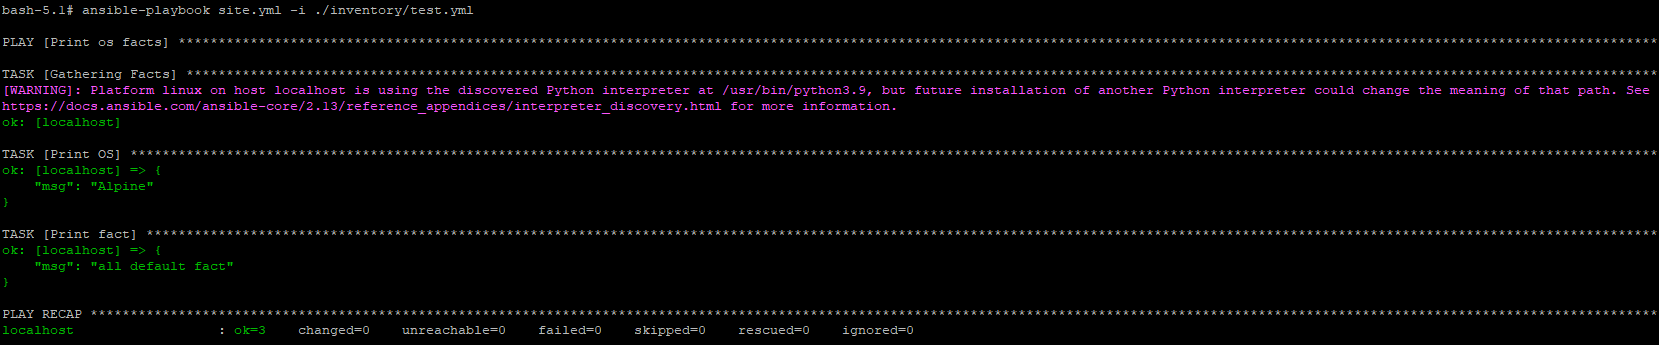 bash-5.1# ansible-playbook site.yml -i ./inventory/test.yml
PLAY [Print os facts] ****************************************************************************************************************************************************************************************
TASK [Gathering Facts] ***************************************************************************************************************************************************************************************
[WARNING]: Platform linux on host localhost is using the discovered Python interpreter at /usr/bin/python3.9, but future installation of another Python interpreter could change the meaning of that path. See
https://docs.ansible.com/ansible-core/2.13/reference_appendices/interpreter_discovery.html for more information.
ok: [localhost]
TASK [Print OS] **********************************************************************************************************************************************************************************************
ok: [localhost] => {
    "msg": "Alpine"
}
TASK [Print fact] ********************************************************************************************************************************************************************************************
ok: [localhost] => {
    "msg": "all default fact"
}
PLAY RECAP ***************************************************************************************************************************************************************************************************
localhost                  : ok=3    changed=0    unreachable=0    failed=0    skipped=0    rescued=0    ignored=0